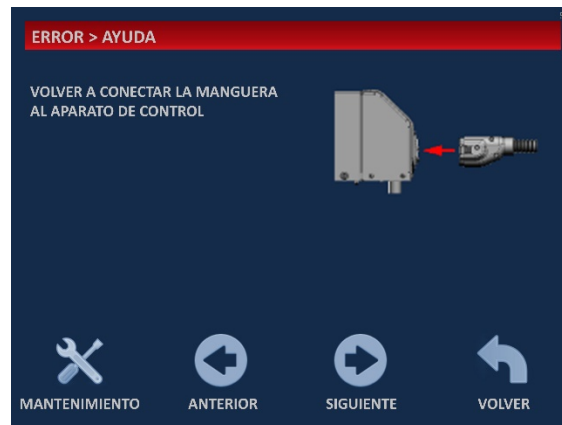 ERROR > AYUDA
VOLVER A CONECTAR LA MANGUERA
AL APARATO DE CONTROL
MANTENIMIENTO
ANTERIOR
SIGUIENTE
VOLVER